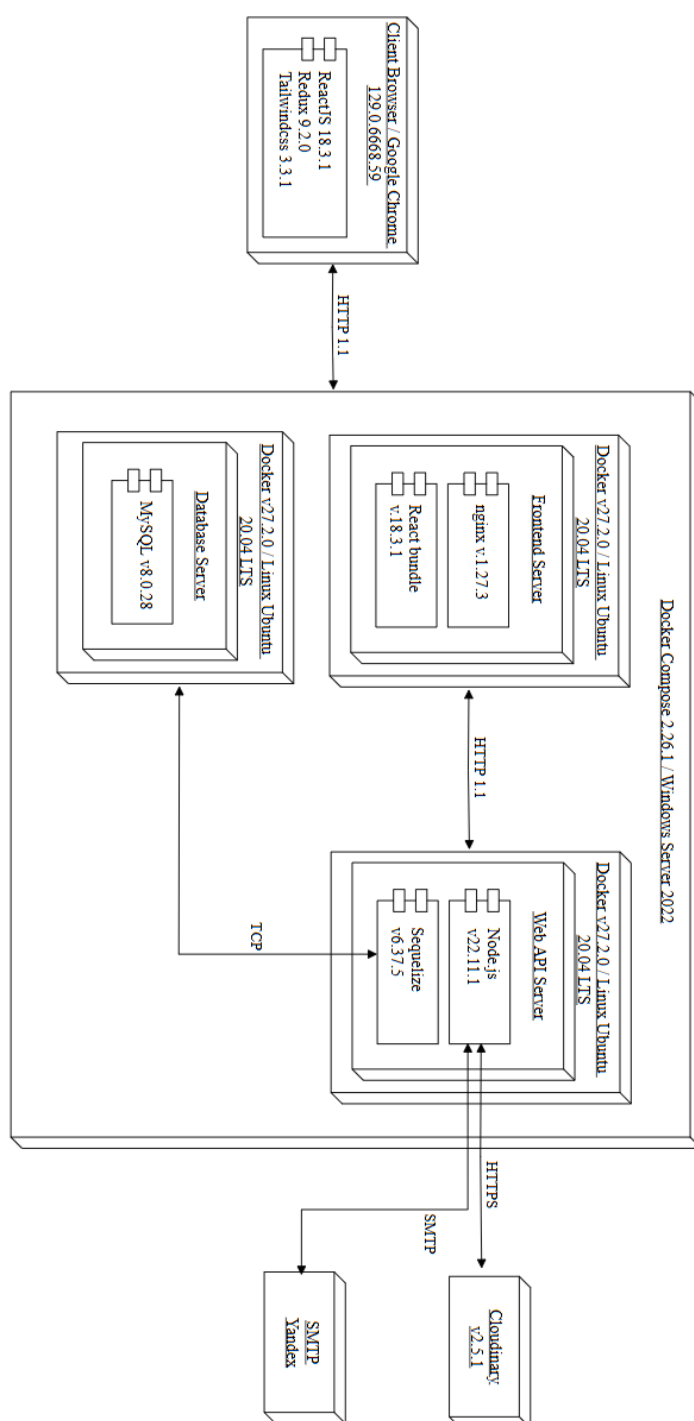 Client Browser / Google Chrome
129.0.6668.59
ReactJS 18.3.1
Redux 9.2.0
Tailwindcss 3.3.1
HTTP 1.1
Docker Compose 2.26.1 / Windows Server 2022
Docker v27.2.0 / Linux Ubuntu
20.04 LTS
Frontend Server
nginx v.1.27.3
React bundle
v.18.3.1
HTTP 1.1
Docker v27.2.0 / Linux Ubuntu
20.04 LTS
Web API Server
Node.js
v22.11.1
Sequelize
v6.37.5
Docker v27.2.0 / Linux Ubuntu
20.04 LTS
Database Server
MySQL v8.0.28
TCP
HTTPS
SMTP
Cloudinary
v2.5.1
SMTP
Yandex